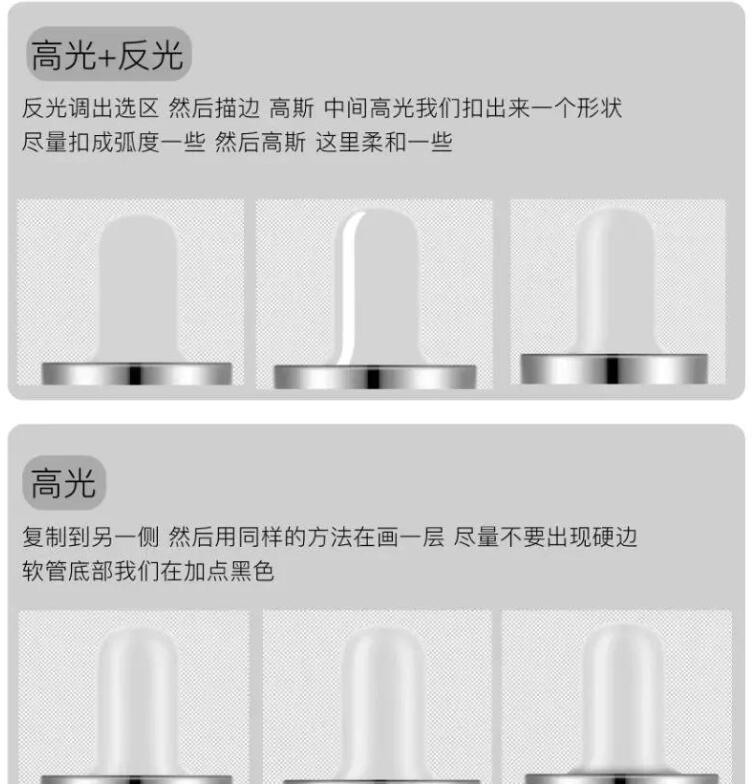 高光+反光
反光调出选区 然后描边 高斯 中间高光我们扣出来一个形状
尽量扣成弧度一些 然后高斯 这里柔和一些
高光
复制到另一侧 然后用同样的方法在画一层 尽量不要出现硬边
软管底部我们在加点黑色